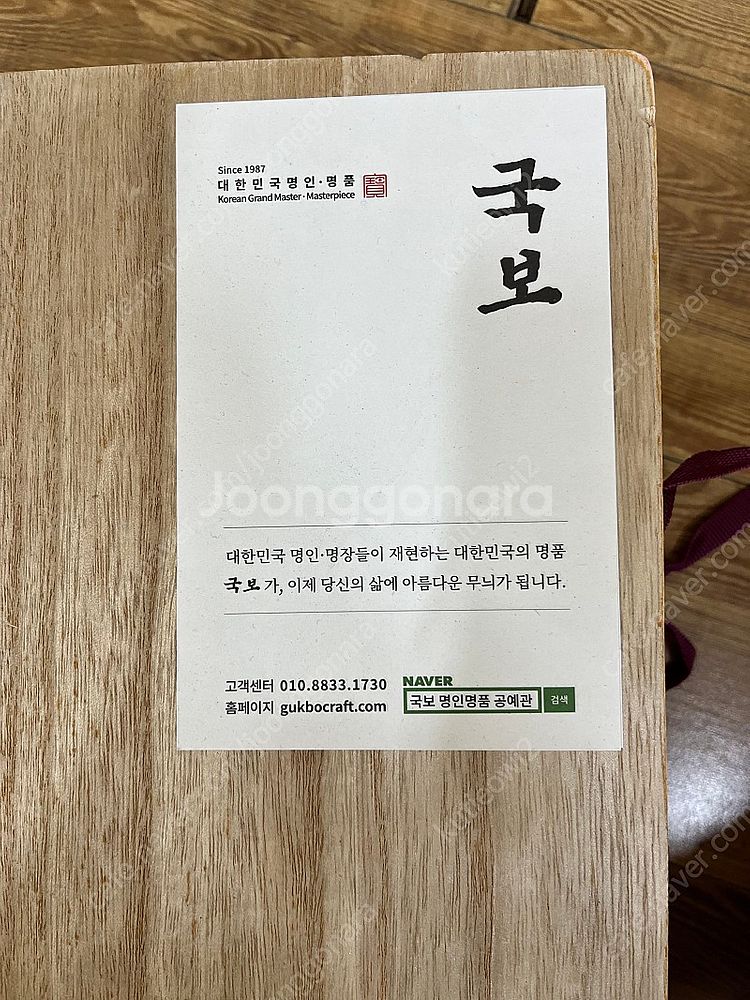 Since 1987
대한민국명인·명품
Korean Grand Master · Masterpiece
寶
국보
Joonggonara
대한민국 명인·명장들이 재현하는 대한민국의 명품
국보가, 이제 당신의 삶에 아름다운 무늬가 됩니다.
고객센터 010.8833.1730
홈페이지 gukbocraft.com
NAVER
국보 명인명품 공예관 검색